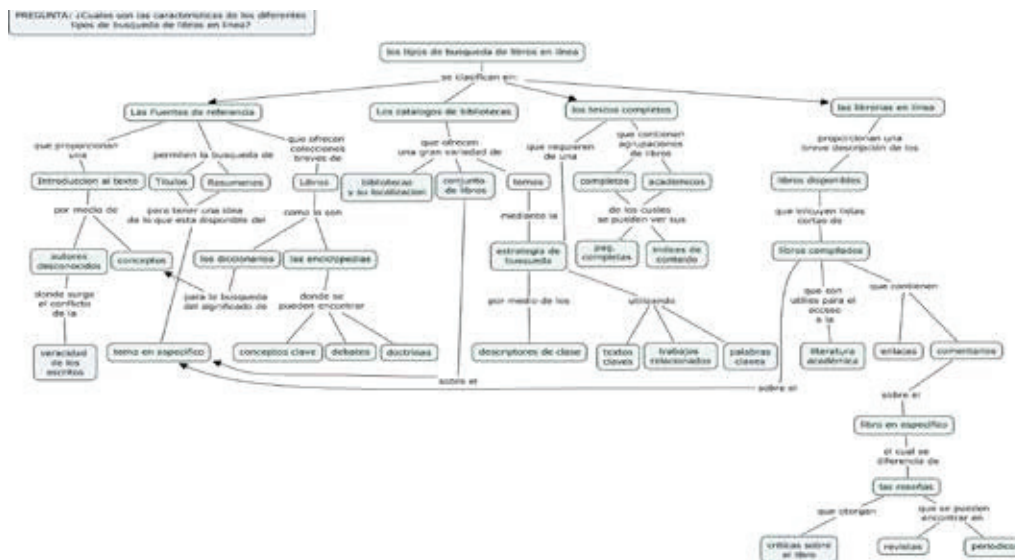 PREGUNTA: ¿Cuales son las características de los diferentes
tipos de busqueda de libros en linea?
los tipos de busqueda de libros en linea
se clasifican en:
Las Fuentes de referencia
Los catalogos de bibliotecas
los textos completos
las librerias en linea
que proporcionan
una
permiten la busqueda de
que ofrecen
colecciones
breves de
que ofrecen
una gran variedad de
que requieren
de una
que contienen
agrupaciones
de libros
proporcionan una
breve descripción de los
Introduccion al texto
Titulos
Resumenes
Libros
bibliotecas
y su localizacion
conjunto
de libros
temas
completos
academicos
libros disponibles
por medio de
para tener una idea
de lo que esta disponible del
como lo son
mediante la
de los cuales
se pueden ver sus
que incluyen listas
cortas de
autores
desconocidos
conceptos
los diccionarios
las enciclopedias
estrategia de
busqueda
pag.
completas
indices de
contenido
libros compilados
donde surge
el conflicto
de la
para la busqueda
del significado de
donde se
pueden encontrar
por medio de los
utilizando
que son
utiles para el
acceso
a la
que contienen
veracidad
de los
escritos
tema en especifico
conceptos clave
debates
doctrinas
descriptores de clase
textos
claves
trabajos
relacionados
palabras
claves
literatura
académica
enlaces
comentarios
sobre el
sobre el
sobre el
libro en especifico
el cual se
diferencia de
las reseñas
que otorgan
que se pueden
encontrar en
criticas sobre
el libro
revistas
periodico